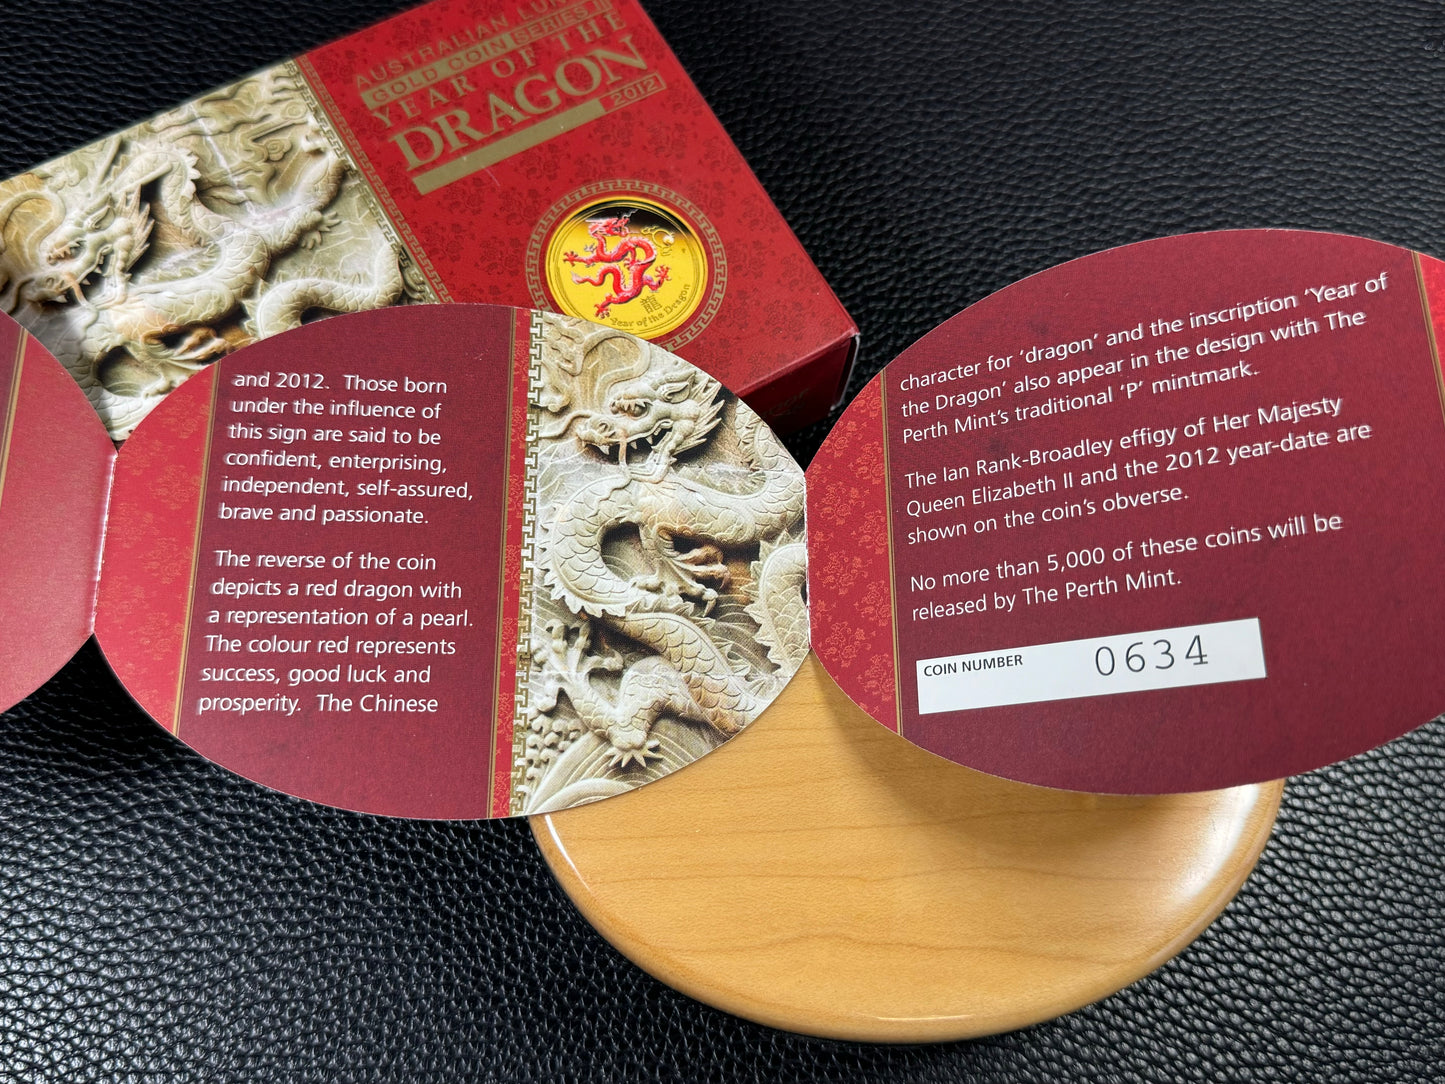 AUSTRALIAN
GOLD COIN SERIES II
YEAR OF THE
DRAGON
2012
龍
Year of the Dragon
and 2012. Those born
under the influence of
this sign are said to be
confident, enterprising,
independent, self-assured,
brave and passionate.
The reverse of the coin
depicts a red dragon with
a representation of a pearl.
The colour red represents
success, good luck and
prosperity. The Chinese
character for ‘dragon’ and the inscription ‘Year of
the Dragon’ also appear in the design with The
Perth Mint’s traditional ‘P’ mintmark.
The Ian Rank-Broadley effigy of Her Majesty
Queen Elizabeth II and the 2012 year-date are
shown on the coin’s obverse.
No more than 5,000 of these coins will be
released by The Perth Mint.
COIN NUMBER 0634